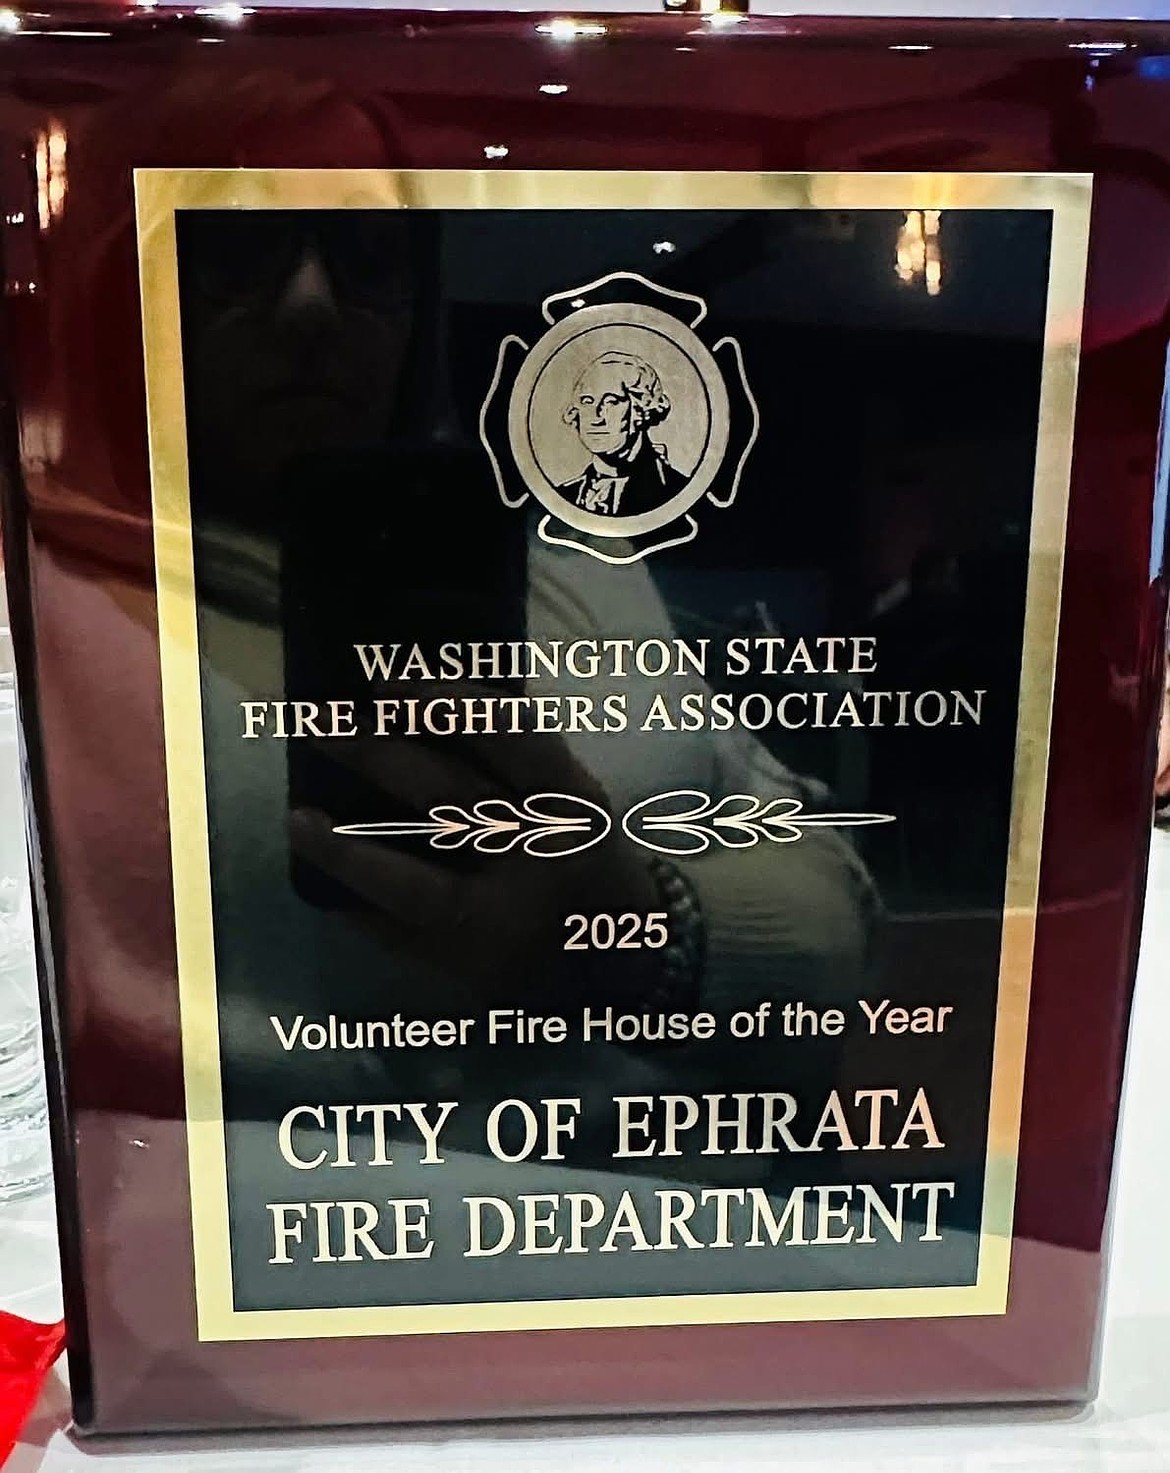 WASHINGTON STATE
FIRE FIGHTERS ASSOCIATION
2025
Volunteer Fire House of the Year
CITY OF EPHRATA
FIRE DEPARTMENT